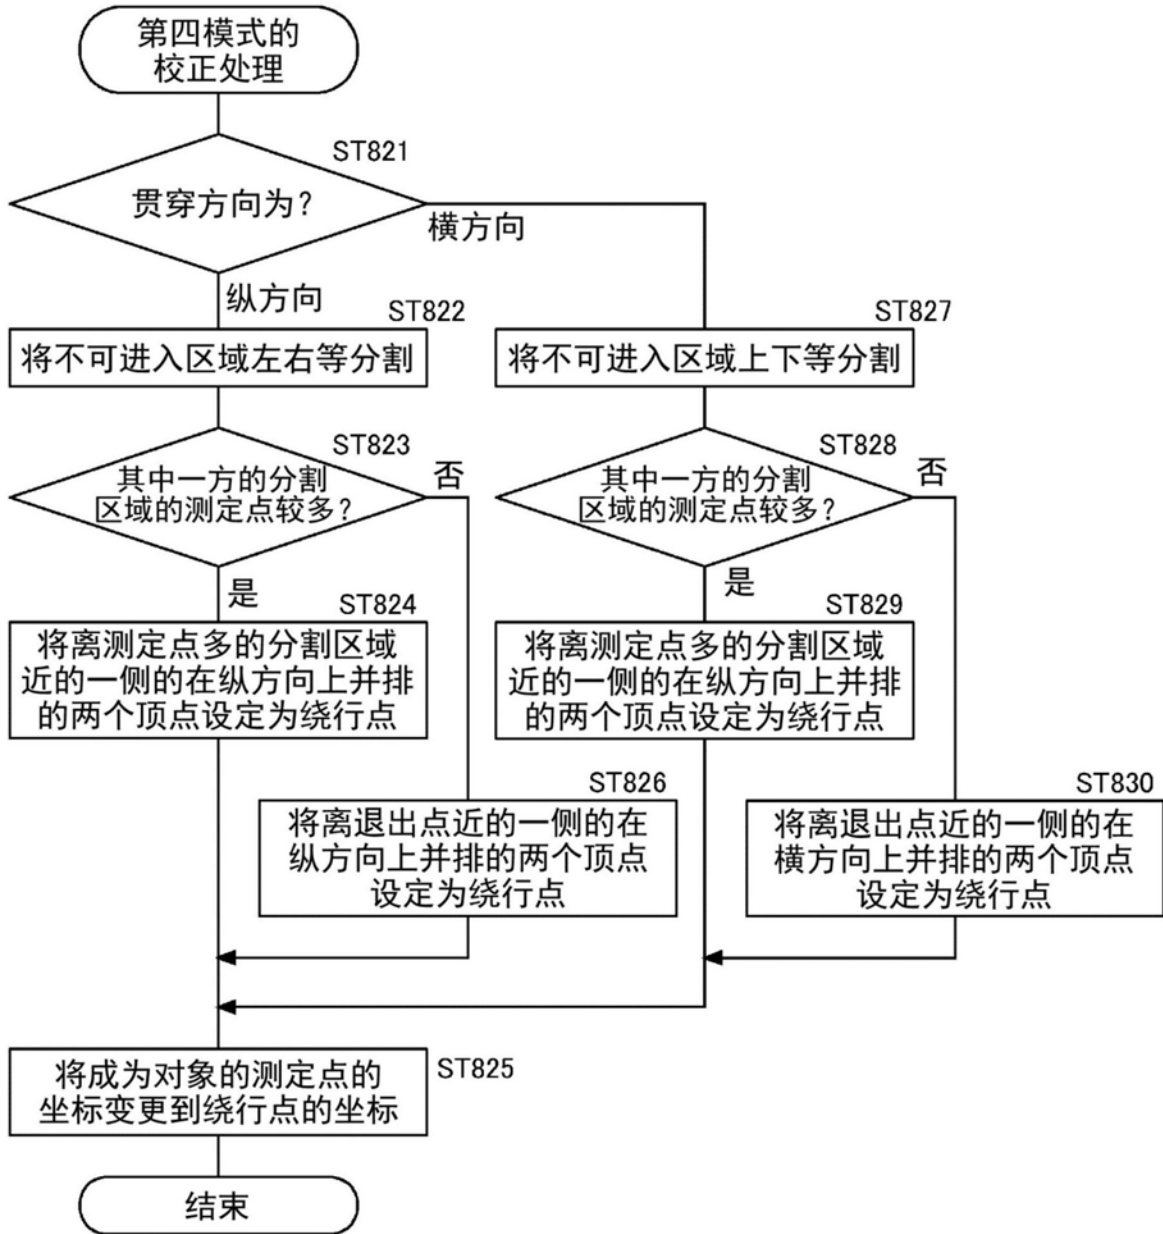 第四模式的
校正处理
ST821
贯穿方向为？
横方向
纵方向
ST822
将不可进入区域左右等分割
ST827
将不可进入区域上下等分割
ST823
其中一方的分割
区域的测定点较多？
否
是
ST828
其中一方的分割
区域的测定点较多？
否
是
ST824
将离测定点多的分割区域
近的一侧的在纵方向上并排
的两个顶点设定为绕行点
ST829
将离测定点多的分割区域
近的一侧的在纵方向上并排
的两个顶点设定为绕行点
ST826
将离退出点近的一侧的在
纵方向上并排的两个顶点
设定为绕行点
ST830
将离退出点近的一侧的在
横方向上并排的两个顶点
设定为绕行点
将成为对象的测定点的
坐标变更到绕行点的坐标
ST825
结束